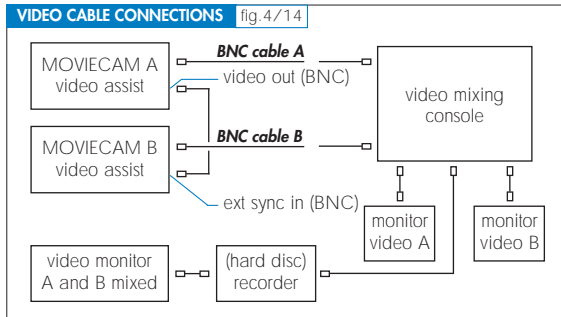 VIDEO CABLE CONNECTIONS fig.4/14
MOVIECAM A
video assist
BNC cable A
video out (BNC)
video mixing
console
MOVIECAM B
video assist
BNC cable B
ext sync in (BNC)
monitor
video A
monitor
video B
video monitor
A and B mixed
(hard disc)
recorder